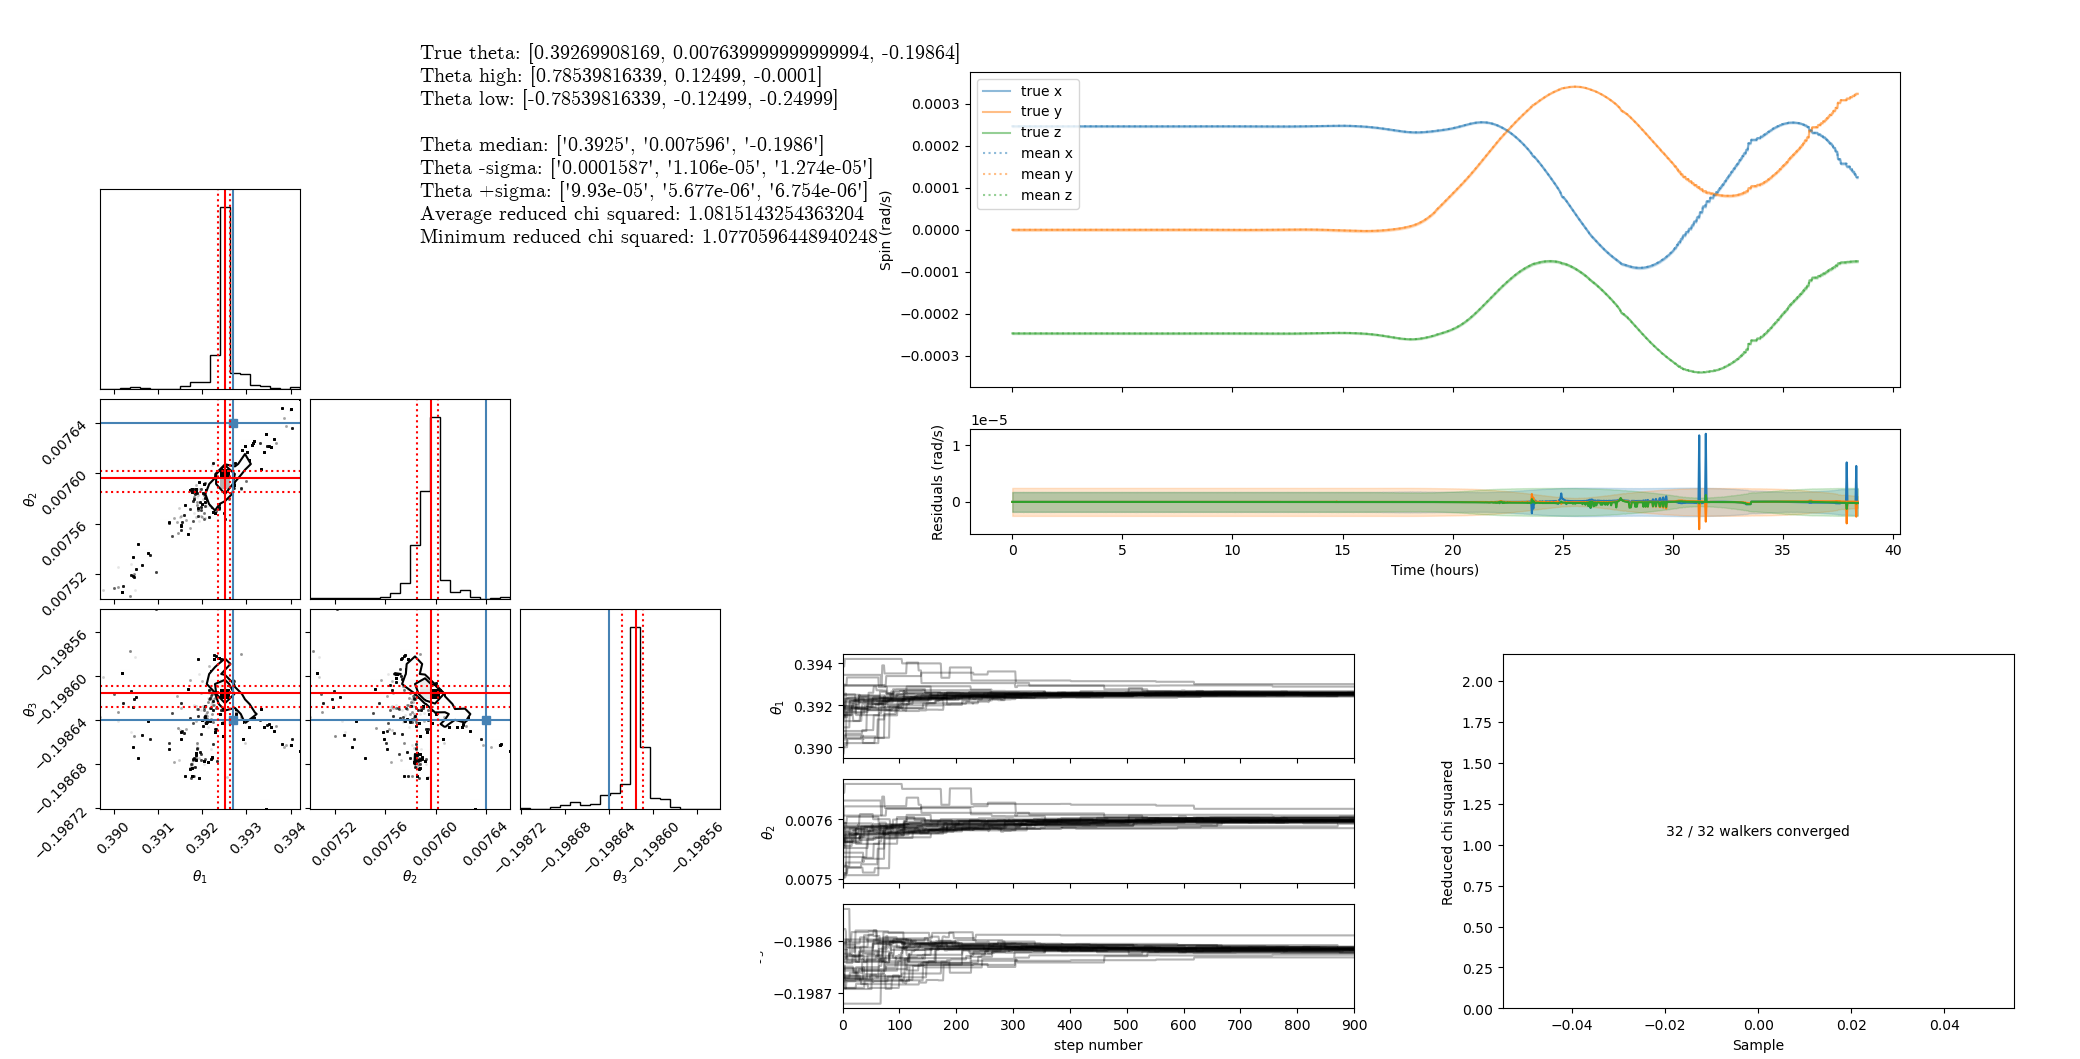 True theta: [0.39269908169, 0.007639999999999994, -0.19864]
Theta high: [0.78539816339, 0.12499, -0.0001]
Theta low: [-0.78539816339, -0.12499, -0.24999]
Theta median: ['0.3925', '0.007596', '-0.1986']
Theta -sigma: ['0.0001587', '1.106e-05', '1.274e-05']
Theta +sigma: ['9.93e-05', '5.677e-06', '6.754e-06']
Average reduced chi squared: 1.0815143254363204
Minimum reduced chi squared: 1.0770596448940248
true x
true y
true z
mean x
mean y
mean z
Spin (rad/s)
0.0003
0.0002
0.0001
0.0000
−0.0001
−0.0002
−0.0003
1e−5
Residuals (rad/s)
1
0
0 5 10 15 20 25 30 35 40
Time (hours)
θ2
0.00764
0.00760
0.00756
0.00752
θ3
−0.19856
−0.19860
−0.19864
−0.19868
−0.19872
0.390 0.391 0.392 0.393 0.394
θ1
0.00752 0.00756 0.00760 0.00764
θ2
−0.19872 −0.19868 −0.19864 −0.19860 −0.19856
θ3
θ1
0.394
0.392
0.390
θ2
0.0076
0.0075
−0.1986
−0.1987
0 100 200 300 400 500 600 700 800 900
step number
Reduced chi squared
2.00
1.75
1.50
1.25
1.00
0.75
0.50
0.25
0.00
32 / 32 walkers converged
−0.04 −0.02 0.00 0.02 0.04
Sample